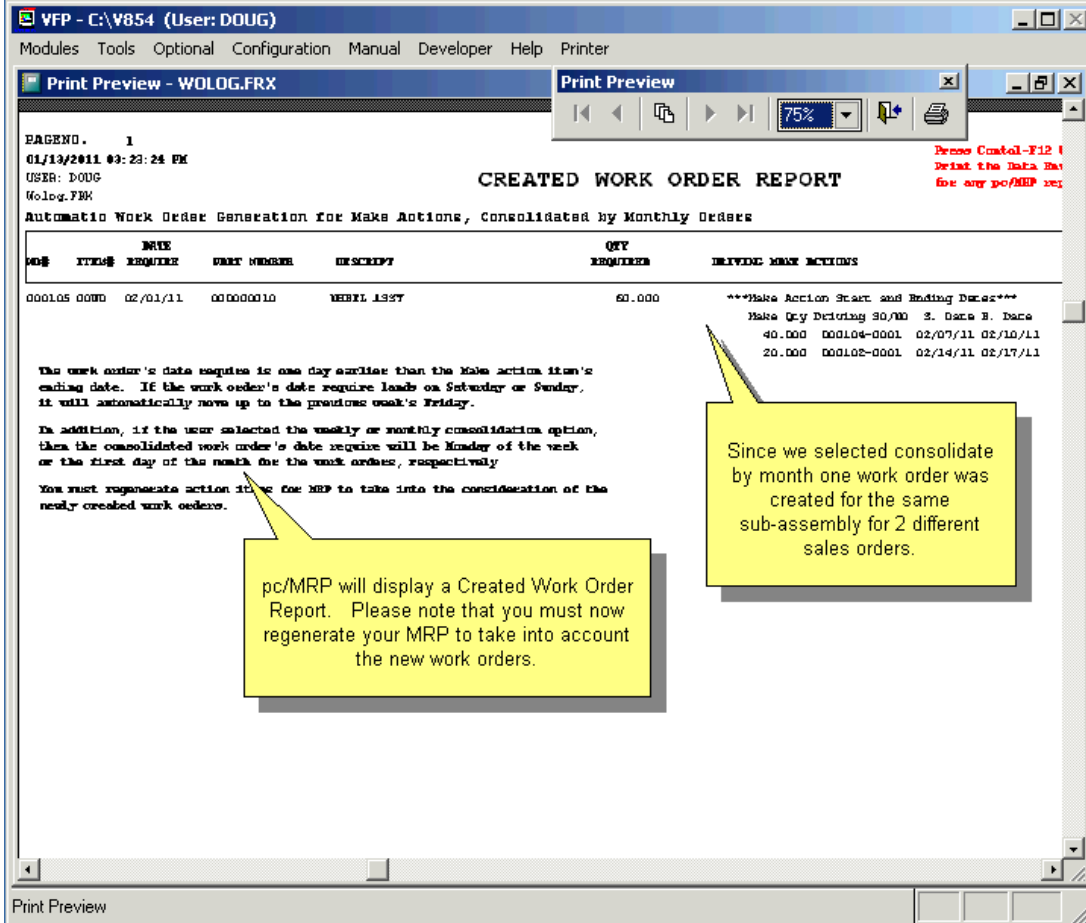 VFP - C:\V854 (User: DOUG)
Modules Tools Optional Configuration Manual Developer Help Printer
Print Preview - WOLOG.FRX
Print Preview
75%
PAGENO. 1
01/13/2011 03:23:24 PM
USER: DOUG
Wolog.FRX
CREATED WORK ORDER REPORT
Press Contol-F12
Print the Data
for any pc/MRP
Automatic Work Order Generation for Make Actions, Consolidated by Monthly Orders
WO# ITEM# DATE REQUIRE PART NUMBER DESCRIPT QTY REQUIRED DRIVING MAKE ACTIONS
000105 000D 02/01/11 000000010 WHEEL ASSY 60.000 ***Make Action Start and Ending Dates***
Make Qty Driving SO/WO S. Date E. Date
40.000 000104-0001 02/07/11 02/10/11
20.000 000102-0001 02/14/11 02/17/11
The work order's date require is one day earlier than the Make action item's
ending date. If the work order's date require lands on Saturday or Sunday,
it will automatically move up to the previous week's Friday.
In addition, if the user selected the weekly or monthly consolidation option,
then the consolidated work order's date require will be Monday of the week
or the first day of the month for the work orders, respectively
You must regenerate action items for MRP to take into the consideration of the
newly created work orders.
Since we selected consolidate
by month one work order was
created for the same
sub-assembly for 2 different
sales orders.
pc/MRP will display a Created Work Order
Report. Please note that you must now
regenerate your MRP to take into account
the new work orders.
Print Preview